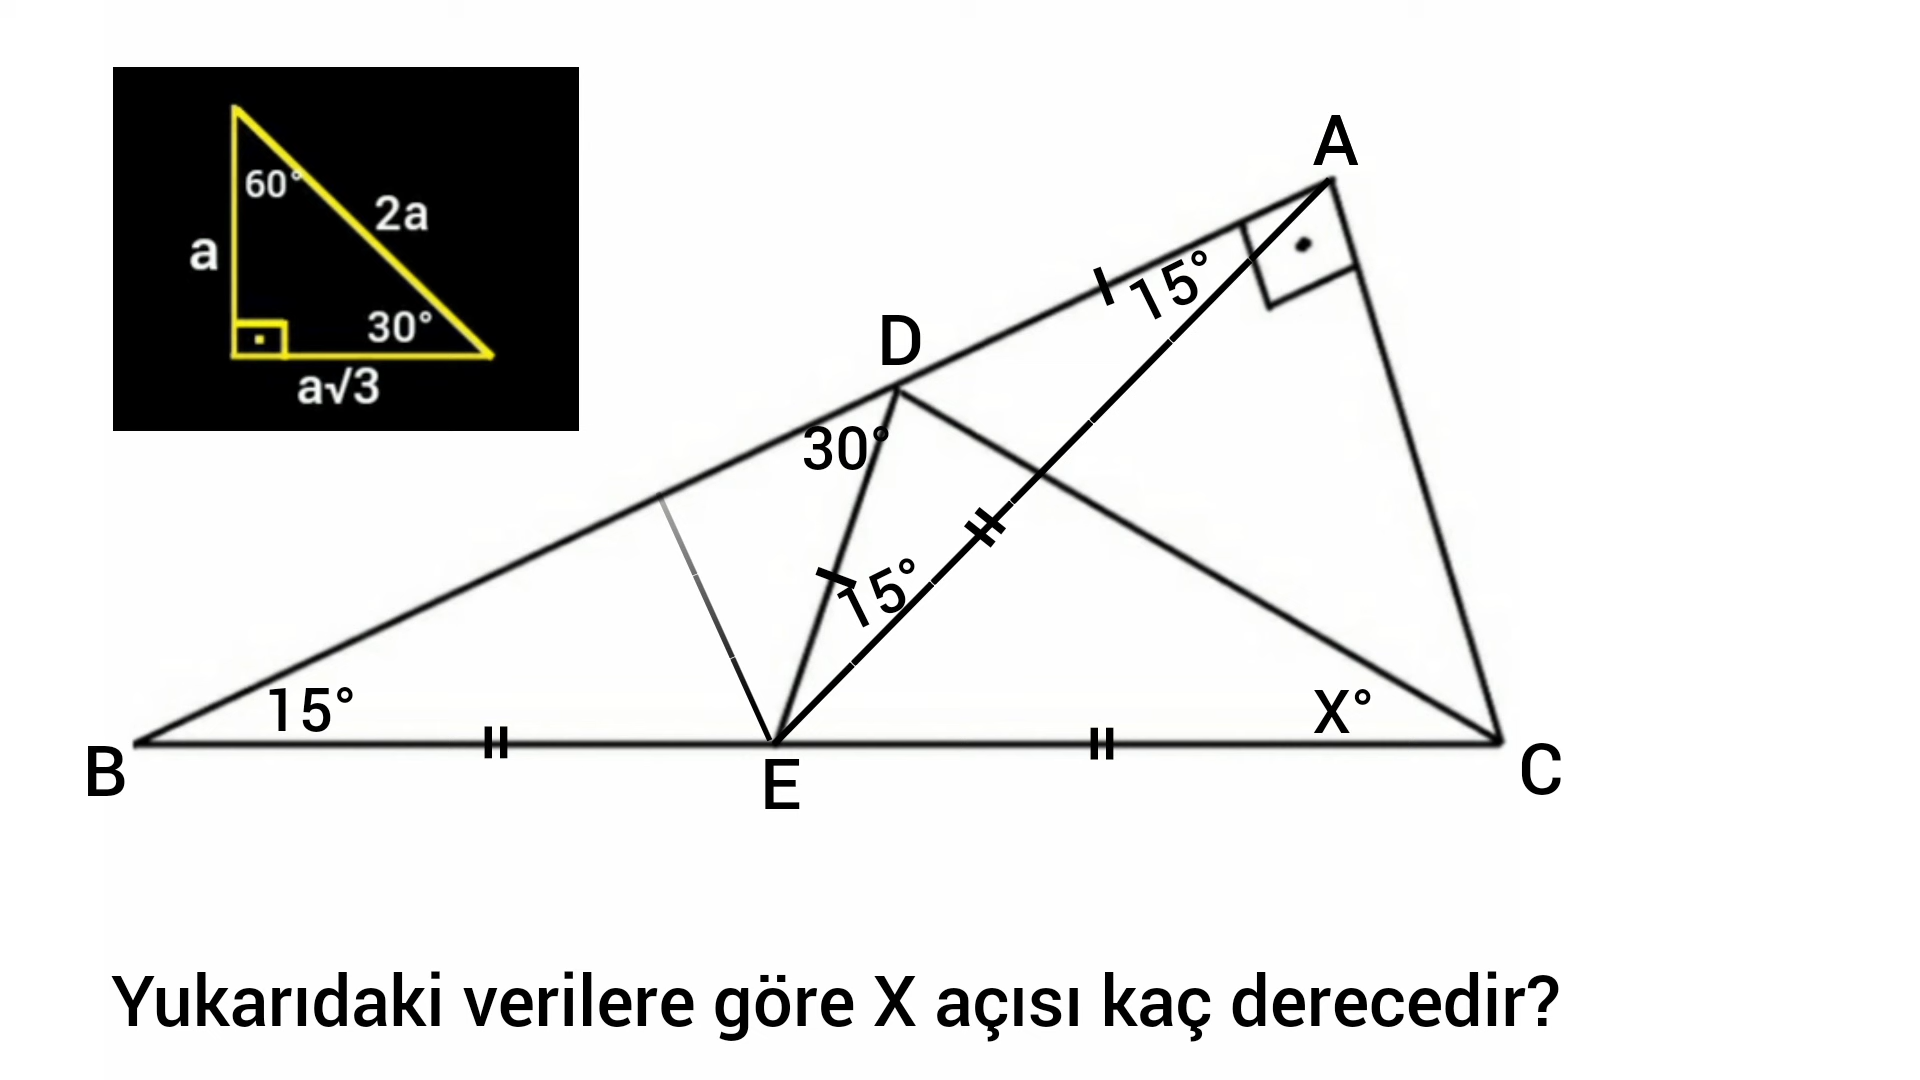 60°
a
2a
30°
a√3
A
15°
D
30°
15°
15°
X°
B
E
C
Yukarıdaki verilere göre X açısı kaç derecedir?